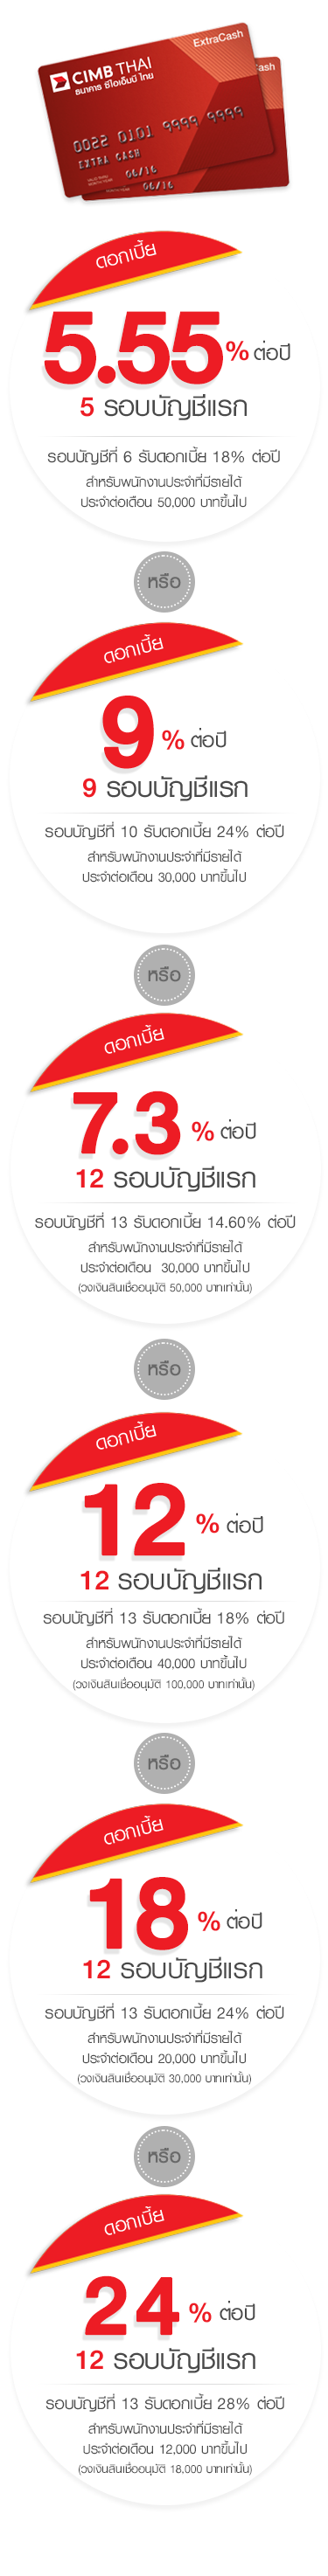 ExtraCash
ash
CIMB THAI
ธนาคาร ซีไอเอ็มบี ไทย
0022 0101 9999 9999
06/16
EXTRA CASH
06/16
ดอกเบี้ย
5.55% ต่อปี
5 รอบบัญชีแรก
รอบบัญชีที่ 6 รับดอกเบี้ย 18% ต่อปี
สำหรับพนักงานประจำที่มีรายได้
ประจำต่อเดือน 50,000 บาทขึ้นไป
หรือ
ดอกเบี้ย
9% ต่อปี
9 รอบบัญชีแรก
รอบบัญชีที่ 10 รับดอกเบี้ย 24% ต่อปี
สำหรับพนักงานประจำที่มีรายได้
ประจำต่อเดือน 30,000 บาทขึ้นไป
หรือ
ดอกเบี้ย
7.3 % ต่อปี
12 รอบบัญชีแรก
รอบบัญชีที่ 13 รับดอกเบี้ย 14.60% ต่อปี
สำหรับพนักงานประจำที่มีรายได้
ประจำต่อเดือน 30,000 บาทขึ้นไป
(วงเงินสินเชื่ออนุมัติ 50,000 บาทเท่านั้น)
หรือ
ดอกเบี้ย
12 % ต่อปี
12 รอบบัญชีแรก
รอบบัญชีที่ 13 รับดอกเบี้ย 18% ต่อปี
สำหรับพนักงานประจำที่มีรายได้
ประจำต่อเดือน 40,000 บาทขึ้นไป
(วงเงินสินเชื่ออนุมัติ 100,000 บาทเท่านั้น)
หรือ
ดอกเบี้ย
18 % ต่อปี
12 รอบบัญชีแรก
รอบบัญชีที่ 13 รับดอกเบี้ย 24% ต่อปี
สำหรับพนักงานประจำที่มีรายได้
ประจำต่อเดือน 20,000 บาทขึ้นไป
(วงเงินสินเชื่ออนุมัติ 30,000 บาทเท่านั้น)
หรือ
ดอกเบี้ย
24 % ต่อปี
12 รอบบัญชีแรก
รอบบัญชีที่ 13 รับดอกเบี้ย 28% ต่อปี
สำหรับพนักงานประจำที่มีรายได้
ประจำต่อเดือน 12,000 บาทขึ้นไป
(วงเงินสินเชื่ออนุมัติ 18,000 บาทเท่านั้น)